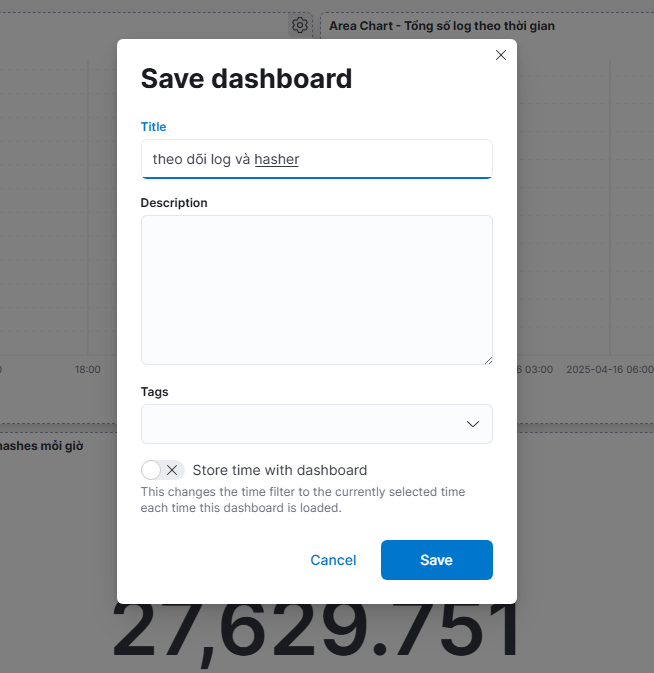 Area Chart - Tổng số log theo thời gian
Save dashboard
Title
theo dõi log và hasher
Description
18:00
03:00
2025-04-16 06:00
Tags
hashes mỗi giờ
Store time with dashboard
This changes the time filter to the currently selected time
each time this dashboard is loaded.
Cancel
Save
27,629.751